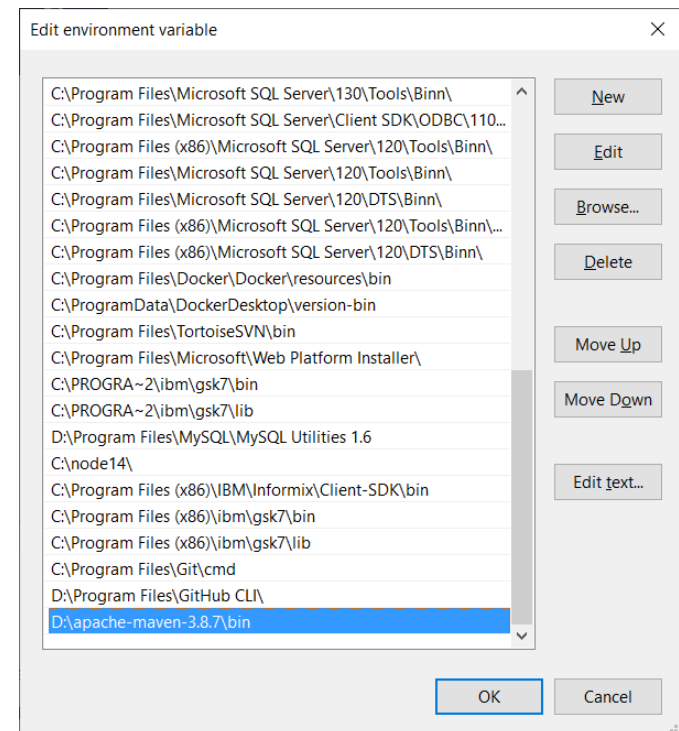 Edit environment variable
C:\Program Files\Microsoft SQL Server\130\Tools\Binn\
New
C:\Program Files\Microsoft SQL Server\Client SDK\ODBC\110...
C:\Program Files (x86)\Microsoft SQL Server\120\Tools\Binn\
Edit
C:\Program Files\Microsoft SQL Server\120\Tools\Binn\
C:\Program Files\Microsoft SQL Server\120\DTS\Binn\
Browse...
C:\Program Files (x86)\Microsoft SQL Server\120\Tools\Binn\...
C:\Program Files (x86)\Microsoft SQL Server\120\DTS\Binn\
Delete
C:\Program Files\Docker\Docker\resources\bin
C:\ProgramData\DockerDesktop\version-bin
C:\Program Files\TortoiseSVN\bin
Move Up
C:\Program Files\Microsoft\Web Platform Installer\
C:\PROGRA~2\ibm\gsk7\bin
Move Down
C:\PROGRA~2\ibm\gsk7\lib
D:\Program Files\MySQL\MySQL Utilities 1.6
C:\node14\
Edit text...
C:\Program Files (x86)\IBM\Informix\Client-SDK\bin
C:\Program Files (x86)\ibm\gsk7\bin
C:\Program Files (x86)\ibm\gsk7\lib
C:\Program Files\Git\cmd
D:\Program Files\GitHub CLI\
D:\apache-maven-3.8.7\bin
OK
Cancel